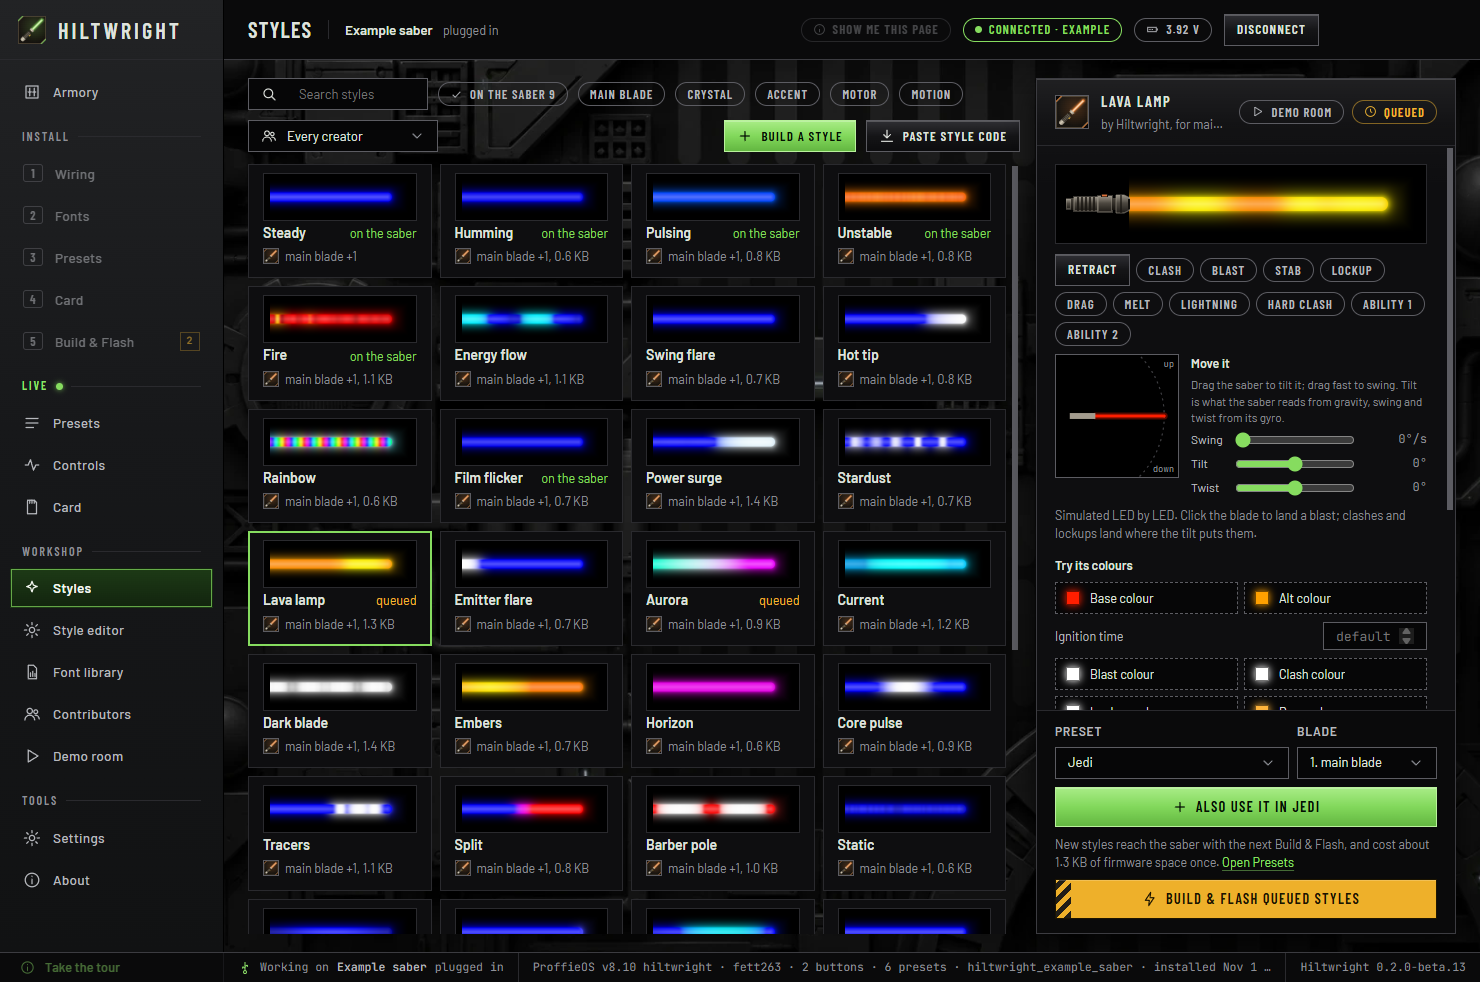 HILTWRIGHT
STYLES
Example saber plugged in
SHOW ME THIS PAGE
CONNECTED · EXAMPLE
3.92 V
DISCONNECT
Armory
INSTALL
1 Wiring
2 Fonts
3 Presets
4 Card
5 Build & Flash 2
LIVE
Presets
Controls
Card
WORKSHOP
Styles
Style editor
Font library
Contributors
Demo room
TOOLS
Settings
About
Take the tour
Search styles
ON THE SABER 9
MAIN BLADE
CRYSTAL
ACCENT
MOTOR
MOTION
Every creator
BUILD A STYLE
PASTE STYLE CODE
Steady on the saber
main blade +1
Humming on the saber
main blade +1, 0.6 KB
Pulsing on the saber
main blade +1, 0.8 KB
Unstable on the saber
main blade +1, 0.8 KB
Fire on the saber
main blade +1, 1.1 KB
Energy flow
main blade +1, 1.1 KB
Swing flare
main blade +1, 0.7 KB
Hot tip
main blade +1, 0.8 KB
Rainbow
main blade +1, 0.6 KB
Film flicker on the saber
main blade +1, 0.7 KB
Power surge
main blade +1, 1.4 KB
Stardust
main blade +1, 0.7 KB
Lava lamp queued
main blade +1, 1.3 KB
Emitter flare
main blade +1, 0.7 KB
Aurora queued
main blade +1, 0.9 KB
Current
main blade +1, 1.2 KB
Dark blade
main blade +1, 1.4 KB
Embers
main blade +1, 0.7 KB
Horizon
main blade +1, 0.6 KB
Core pulse
main blade +1, 0.9 KB
Tracers
main blade +1, 1.1 KB
Split
main blade +1, 0.8 KB
Barber pole
main blade +1, 1.0 KB
Static
main blade +1, 0.6 KB
LAVA LAMP
by Hiltwright, for mai...
DEMO ROOM
QUEUED
RETRACT
CLASH
BLAST
STAB
LOCKUP
DRAG
MELT
LIGHTNING
HARD CLASH
ABILITY 1
ABILITY 2
up
down
Move it
Drag the saber to tilt it; drag fast to swing. Tilt
is what the saber reads from gravity, swing and
twist from its gyro.
Swing 0°/s
Tilt 0°
Twist 0°
Simulated LED by LED. Click the blade to land a blast; clashes and
lockups land where the tilt puts them.
Try its colours
Base colour
Alt colour
Ignition time default
Blast colour
Clash colour
PRESET
BLADE
Jedi
1. main blade
ALSO USE IT IN JEDI
New styles reach the saber with the next Build & Flash, and cost about
1.3 KB of firmware space once. Open Presets
BUILD & FLASH QUEUED STYLES
Working on Example saber plugged in
ProffieOS v8.10 hiltwright · fett263 · 2 buttons · 6 presets · hiltwright_example_saber · installed Nov 1 …
Hiltwright 0.2.0-beta.13